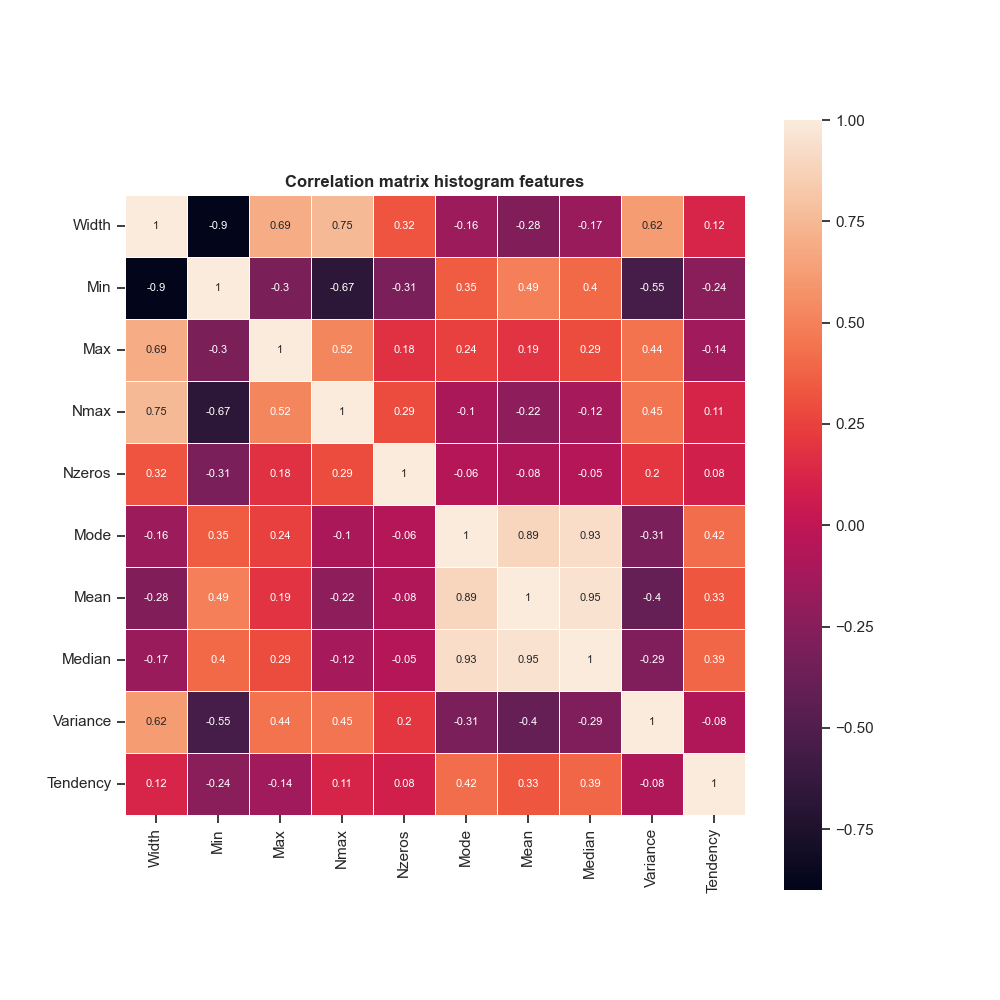 Correlation matrix histogram features
Width 1 -0.9 0.69 0.75 0.32 -0.16 -0.28 -0.17 0.62 0.12
Min -0.9 1 -0.3 -0.67 -0.31 0.35 0.49 0.4 -0.55 -0.24
Max 0.69 -0.3 1 0.52 0.18 0.24 0.19 0.29 0.44 -0.14
Nmax 0.75 -0.67 0.52 1 0.29 -0.1 -0.22 -0.12 0.45 0.11
Nzeros 0.32 -0.31 0.18 0.29 1 -0.06 -0.08 -0.05 0.2 0.08
Mode -0.16 0.35 0.24 -0.1 -0.06 1 0.89 0.93 -0.31 0.42
Mean -0.28 0.49 0.19 -0.22 -0.08 0.89 1 0.95 -0.4 0.33
Median -0.17 0.4 0.29 -0.12 -0.05 0.93 0.95 1 -0.29 0.39
Variance 0.62 -0.55 0.44 0.45 0.2 -0.31 -0.4 -0.29 1 -0.08
Tendency 0.12 -0.24 -0.14 0.11 0.08 0.42 0.33 0.39 -0.08 1
Width Min Max Nmax Nzeros Mode Mean Median Variance Tendency
1.00
0.75
0.50
0.25
0.00
−0.25
−0.50
−0.75